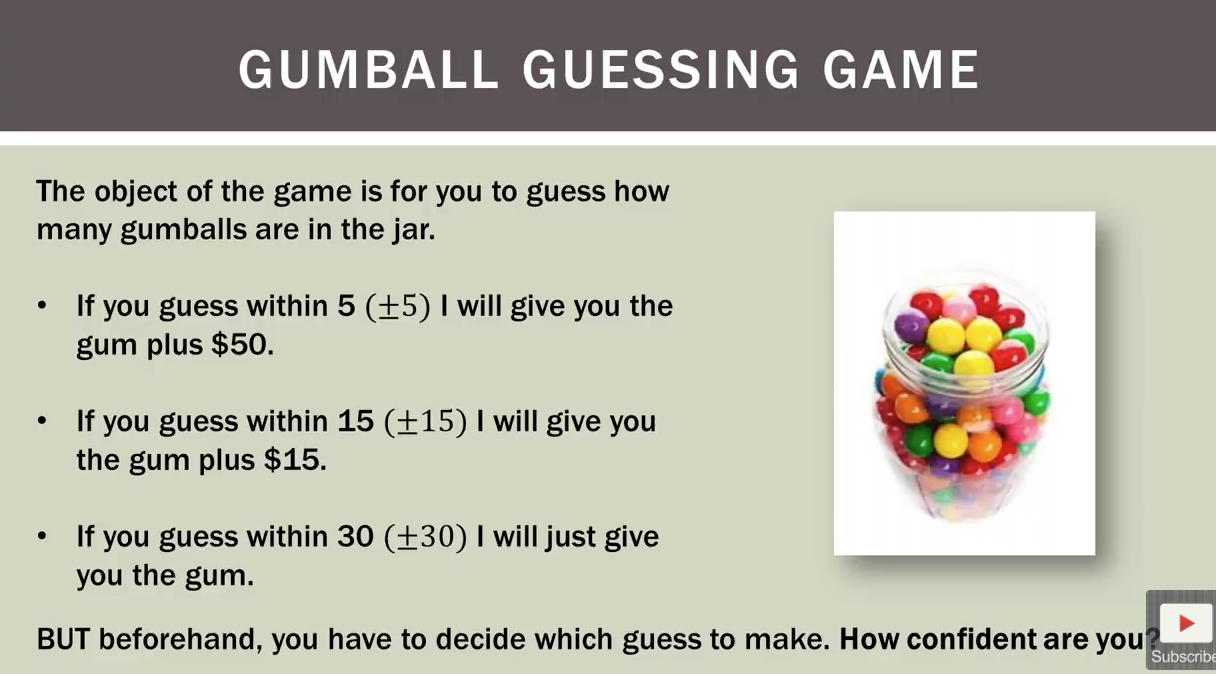 GUMBALL GUESSING GAME
The object of the game is for you to guess how
many gumballs are in the jar.
• If you guess within 5 (±5) I will give you the
gum plus $50.
• If you guess within 15 (±15) I will give you
the gum plus $15.
• If you guess within 30 (±30) I will just give
you the gum.
BUT beforehand, you have to decide which guess to make. How confident are you?
Subscribe